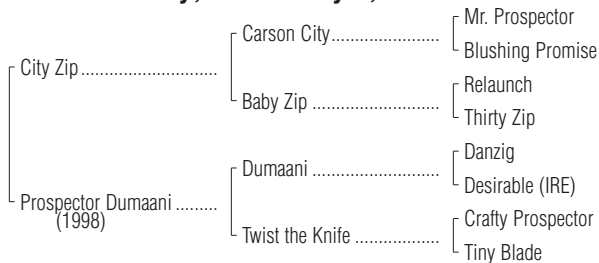 Mr. Prospector
Carson City
Blushing Promise
City Zip
Relaunch
Baby Zip
Thirty Zip
Danzig
Dumaani
Desirable (IRE)
Prospector Dumaani
(1998)
Crafty Prospector
Twist the Knife
Tiny Blade